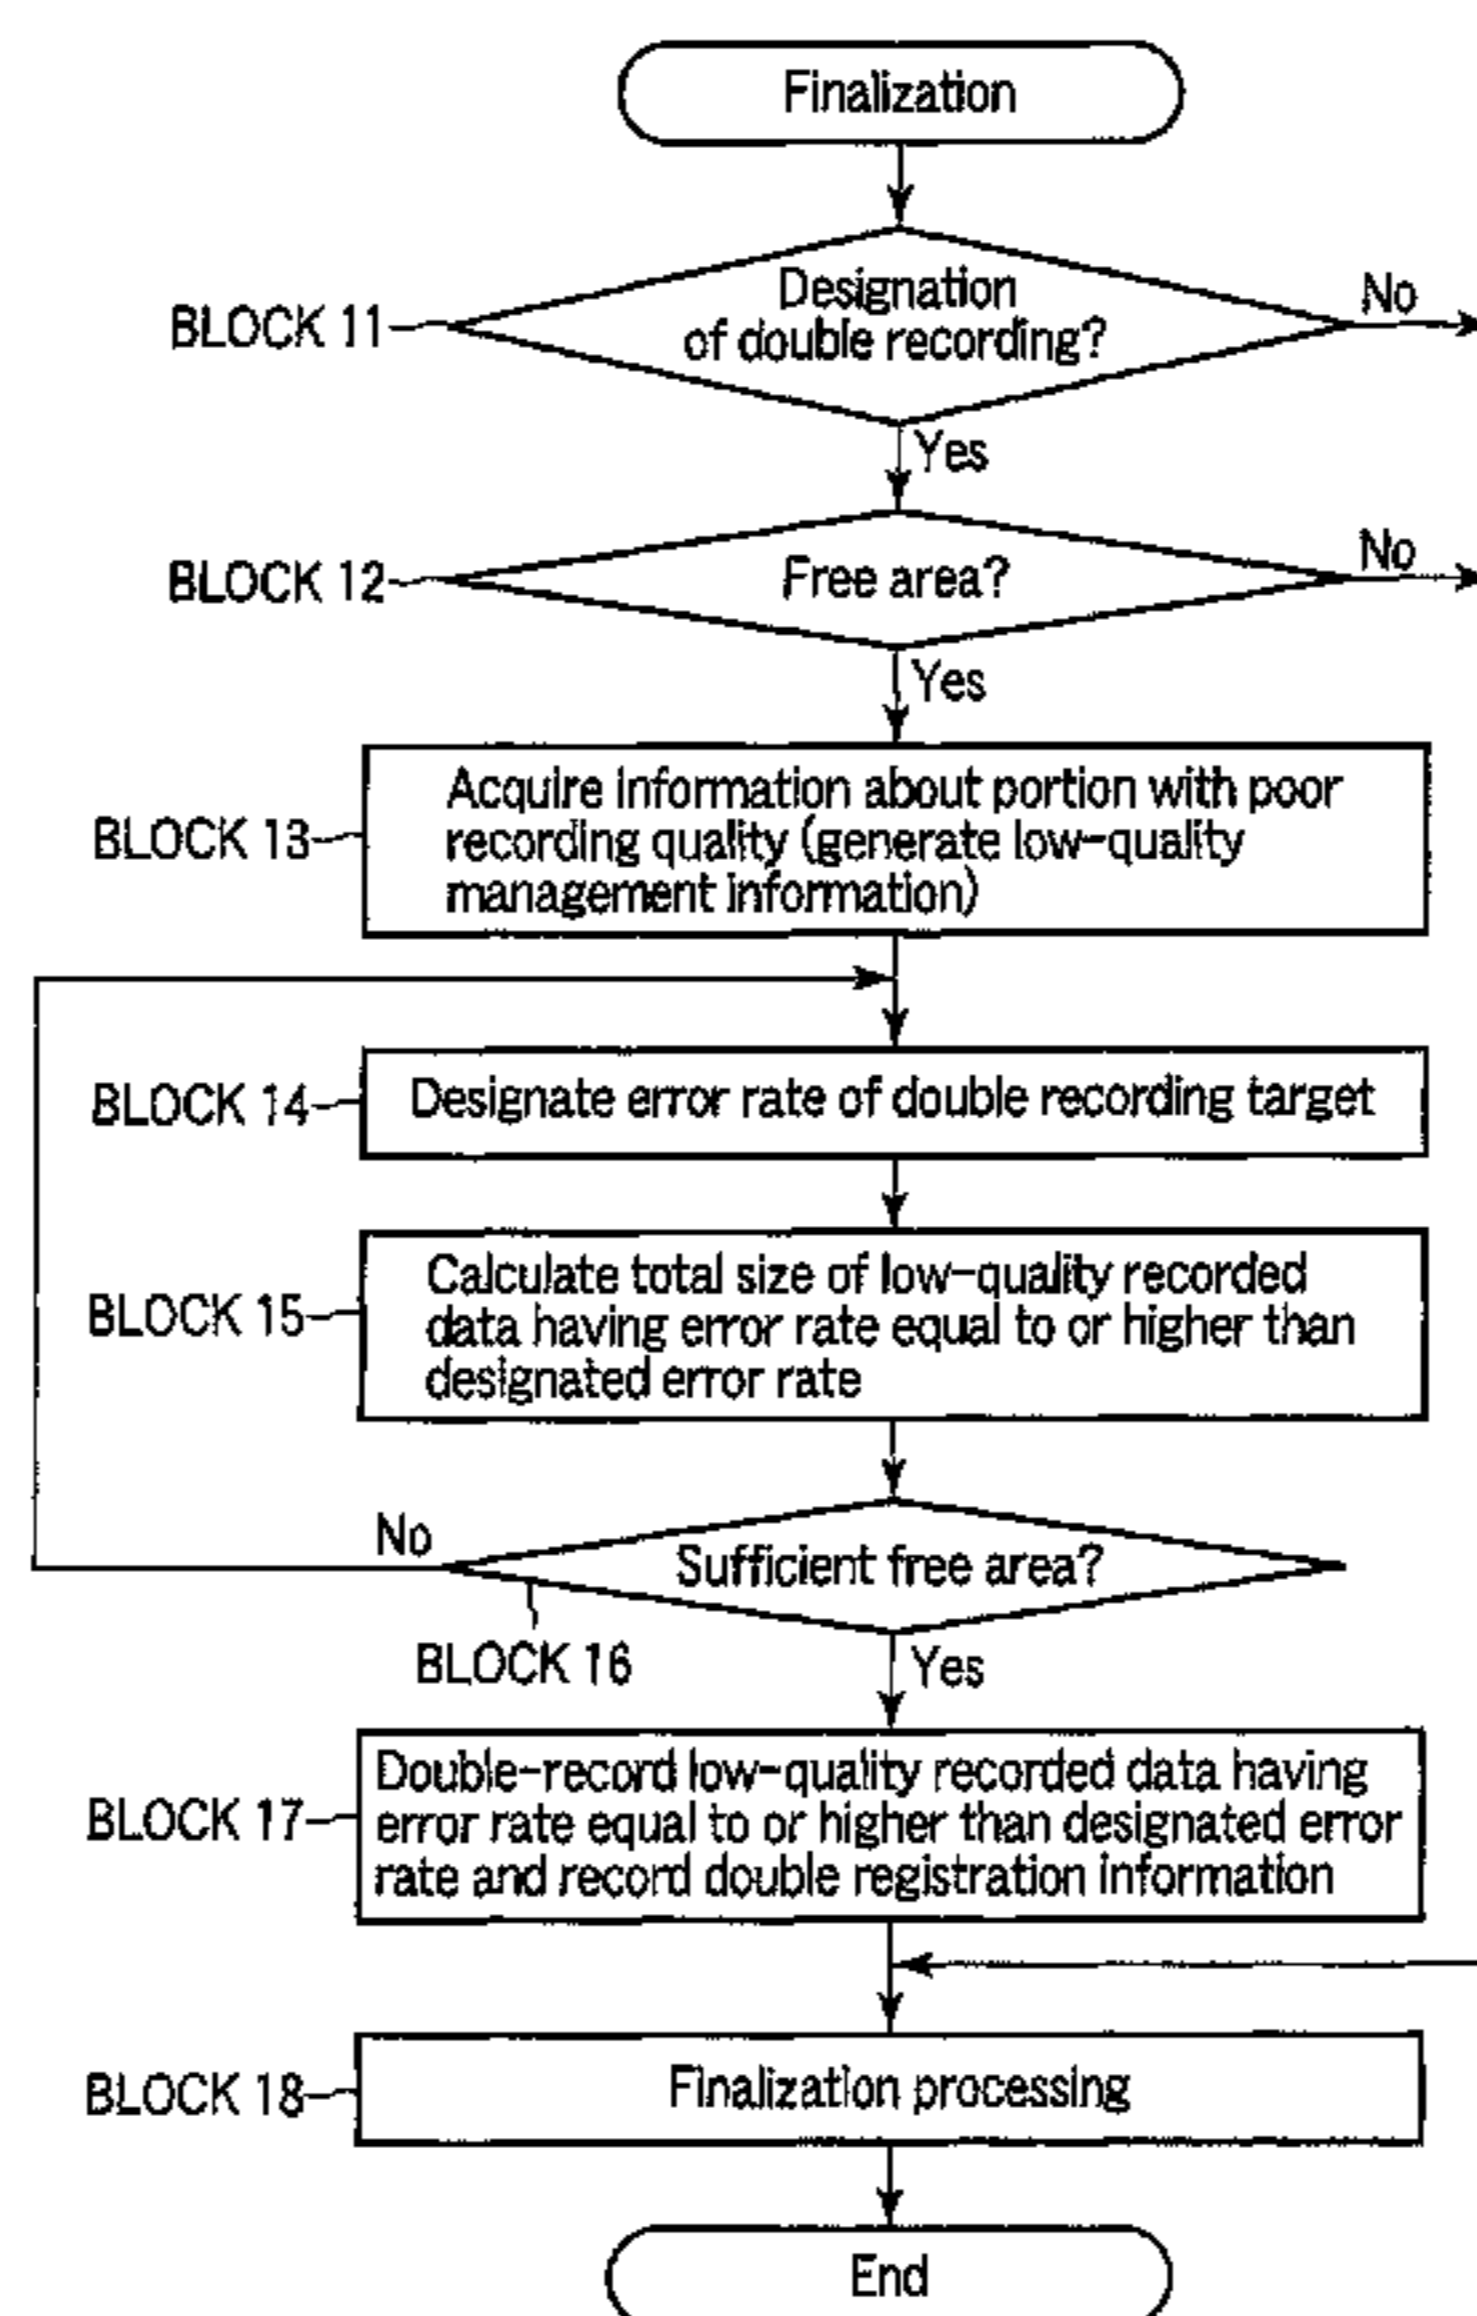 Finalization
Designation
of double recording?
No
BLOCK 11
Yes
Free area?
No
BLOCK 12
Yes
Acquire information about portion with poor
recording quality (generate low-quality
management information)
BLOCK 13
Designate error rate of double recording target
BLOCK 14
Calculate total size of low-quality recorded
data having error rate equal to or higher than
designated error rate
BLOCK 15
No
Sufficient free area?
BLOCK 16
Yes
Double-record low-quality recorded data having
error rate equal to or higher than designated error
rate and record double registration information
BLOCK 17
Finalization processing
BLOCK 18
End